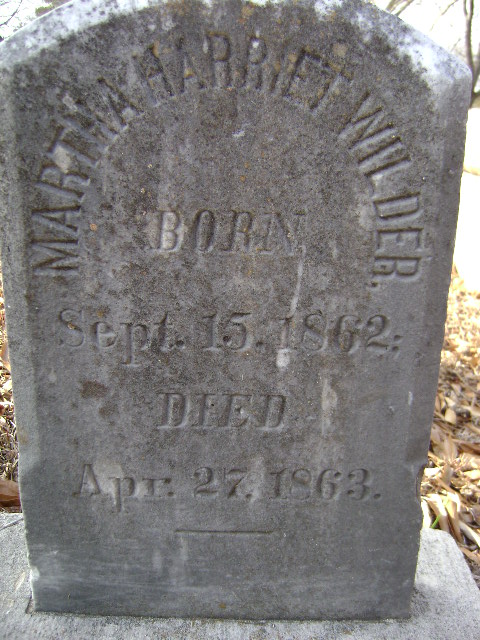 MARTHA HARRIET WILDER.
BORN
Sept. 15. 1862:
DIED
Apr. 27. 1863.